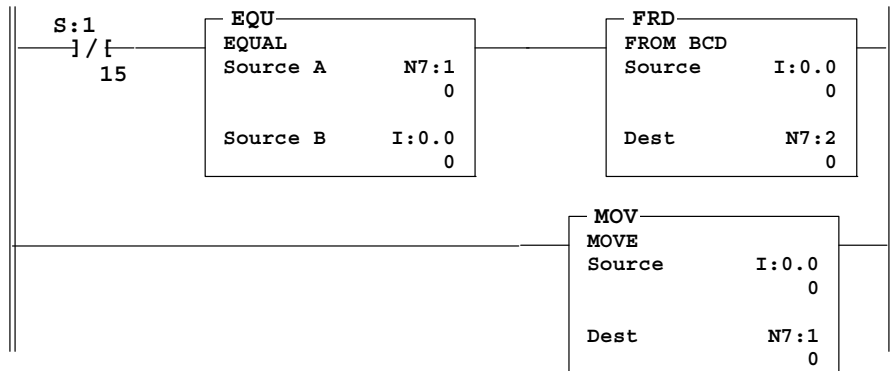 S:1
]/[
15
EQU
EQUAL
Source A N7:1
0
Source B I:0.0
0
FRD
FROM BCD
Source I:0.0
0
Dest N7:2
0
MOV
MOVE
Source I:0.0
0
Dest N7:1
0